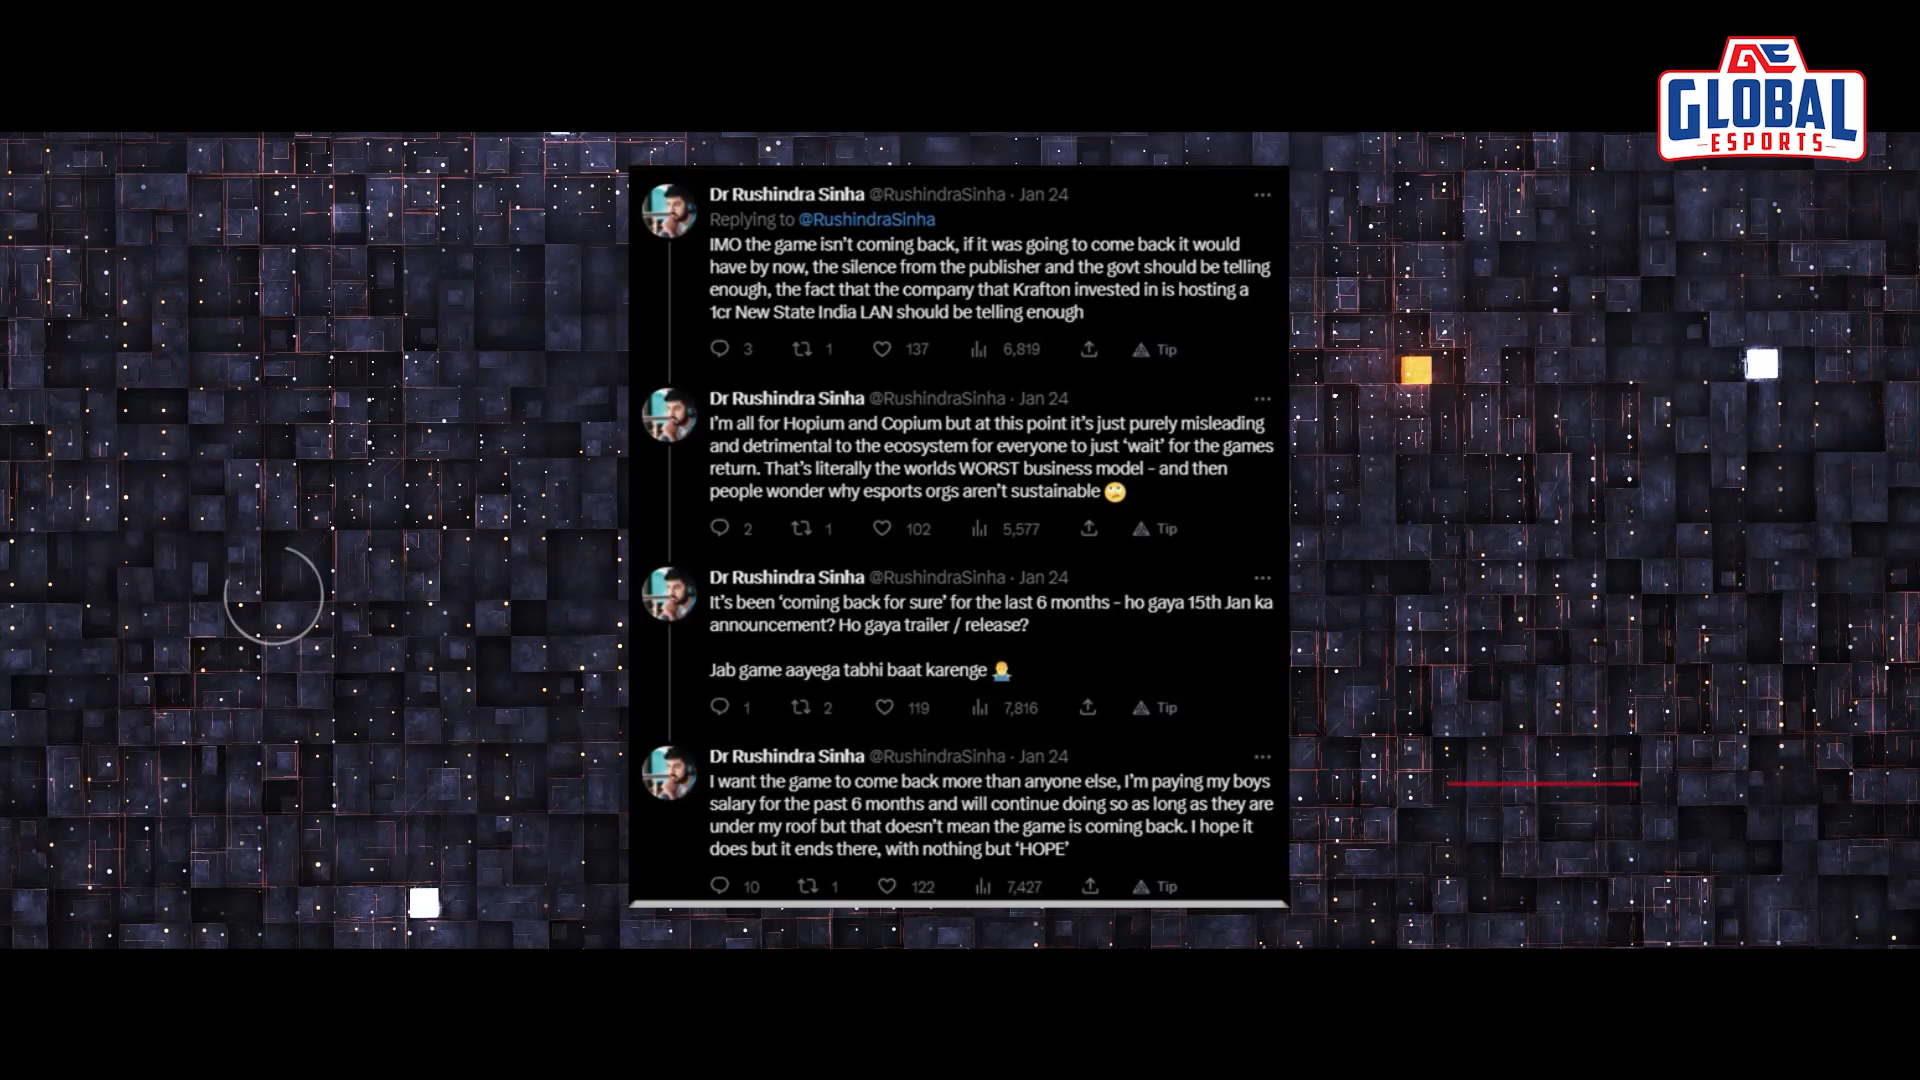 GE
GLOBAL
ESPORTS
Dr Rushindra Sinha @RushindraSinha · Jan 24
Replying to @RushindraSinha
IMO the game isn’t coming back, if it was going to come back it would
have by now, the silence from the publisher and the govt should be telling
enough, the fact that the company that Krafton invested in is hosting a
1cr New State India LAN should be telling enough
3 1 137 6,819 Tip
Dr Rushindra Sinha @RushindraSinha · Jan 24
I’m all for Hopium and Copium but at this point it’s just purely misleading
and detrimental to the ecosystem for everyone to just ‘wait’ for the games
return. That’s literally the worlds WORST business model - and then
people wonder why esports orgs aren’t sustainable 🙄
2 1 102 5,577 Tip
Dr Rushindra Sinha @RushindraSinha · Jan 24
It’s been ‘coming back for sure’ for the last 6 months - ho gaya 15th Jan ka
announcement? Ho gaya trailer / release?
Jab game aayega tabhi baat karenge
1 2 119 7,816 Tip
Dr Rushindra Sinha @RushindraSinha · Jan 24
I want the game to come back more than anyone else, I’m paying my boys
salary for the past 6 months and will continue doing so as long as they are
under my roof but that doesn’t mean the game is coming back. I hope it
does but it ends there, with nothing but ‘HOPE’
10 1 122 7,427 Tip